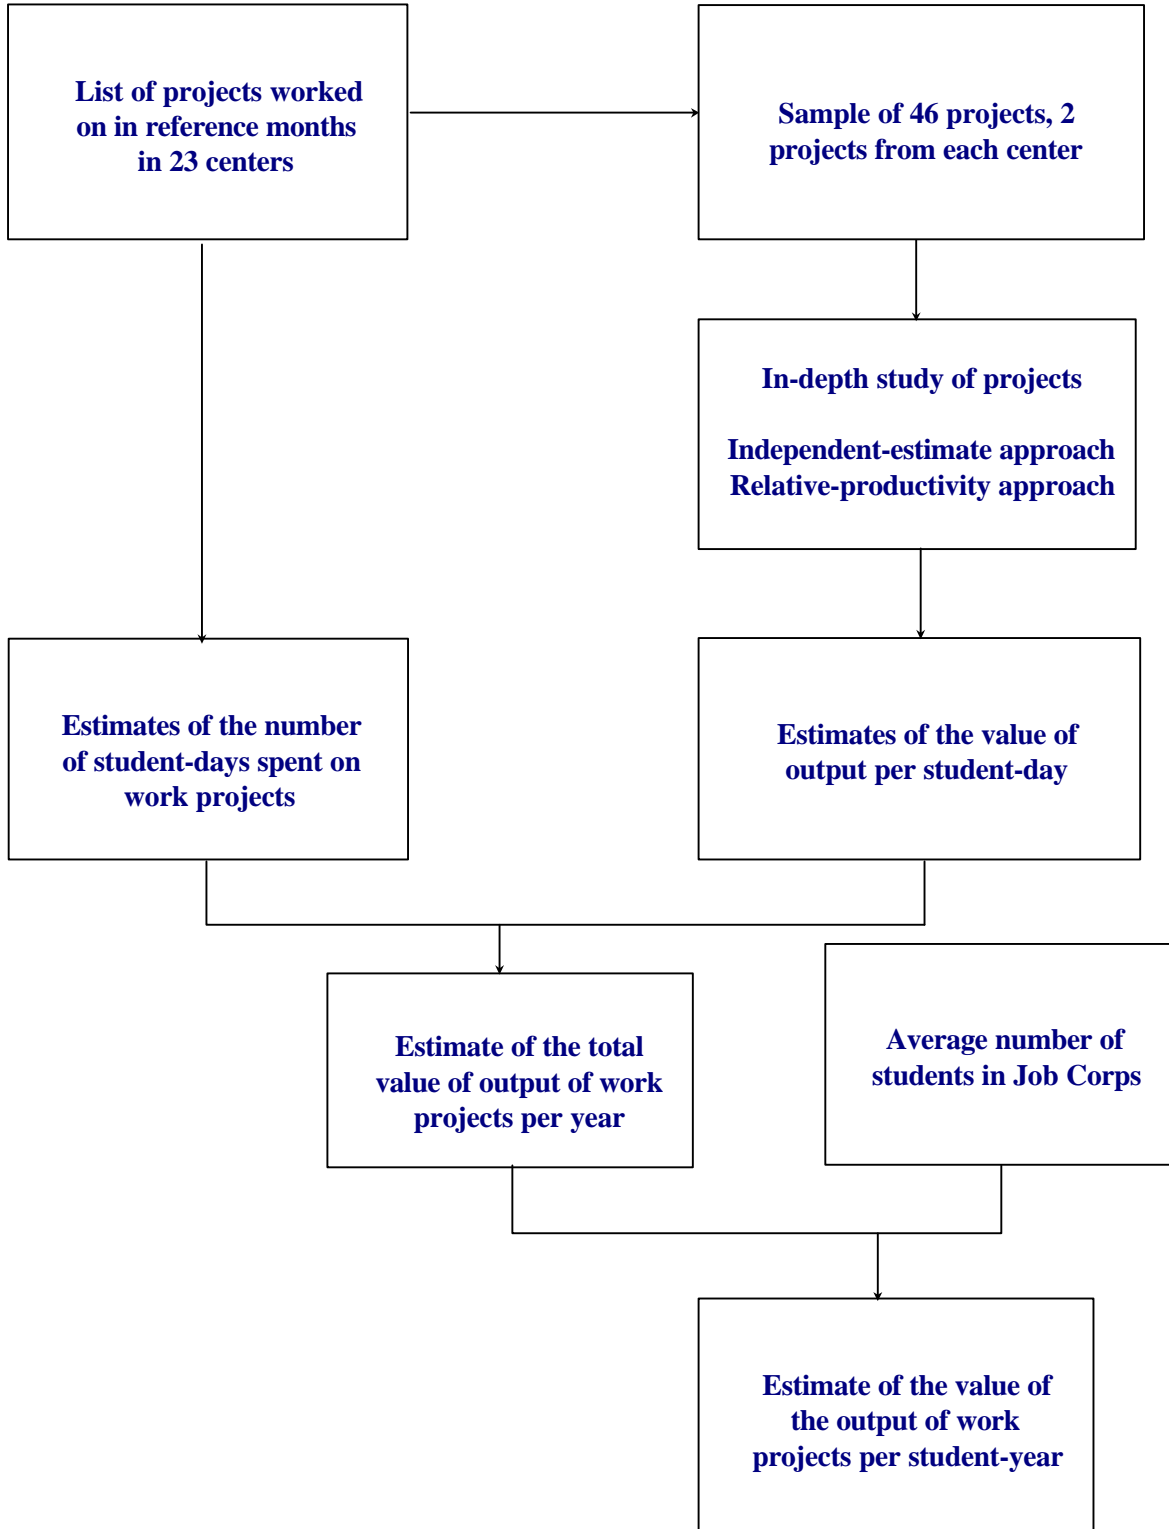 List of projects worked
on in reference months
in 23 centers
Sample of 46 projects, 2
projects from each center
In-depth study of projects
Independent-estimate approach
Relative-productivity approach
Estimates of the number
of student-days spent on
work projects
Estimates of the value of
output per student-day
Estimate of the total
value of output of work
projects per year
Average number of
students in Job Corps
Estimate of the value of
the output of work
projects per student-year